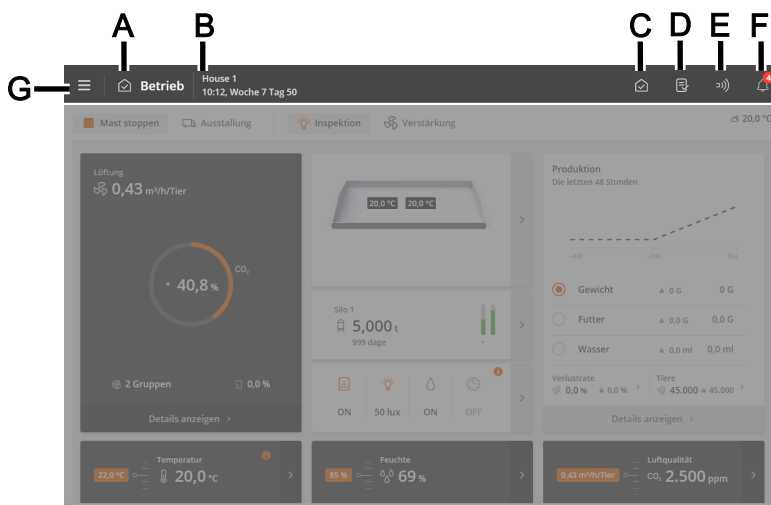 A B C D E F
G
Betrieb
House 1
10:12, Woche 7 Tag 50
4
Mast stoppen Ausstallung Inspektion Verstärkung 20,0 °C
Lüftung
0,43 m³/h/Tier
CO₂
40,8 %
2 Gruppen 0,0 %
Details anzeigen
20,0 °C 20,0 °C
Silo 1
5,000 t
999 dage
ON 50 lux ON OFF
Produktion
Die letzten 48 Stunden
-48t -24t Nu
Gewicht 0 G 0 G
Futter 0,0 G 0,0 G
Wasser 0,0 ml 0,0 ml
Verlustrate Tiere
0,0 % 0,0 % 45.000 45.000
Details anzeigen
Temperatur
22,0 °C 20,0 °C
Feuchte
85 % 69 %
Luftqualität
0,43 m³/h/Tier CO₂ 2.500 ppm